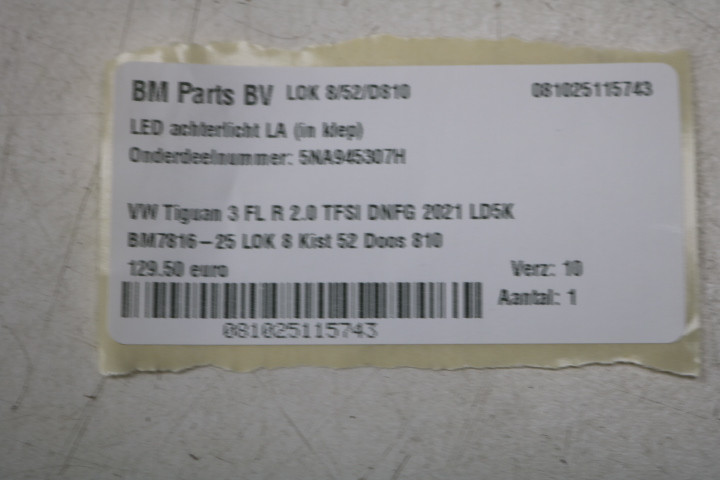 BM Parts BV LOK 8/52/D810 081025115743
LED achterlicht LA (in klep)
Onderdeelnummer: 5NA945307H
VW Tiguan 3 FL R 2.0 TFSI DNFG 2021 LD5K
BM7816-25 LOK 8 Kist 52 Doos 810
129.50 euro Verz: 10
Aantal: 1
081025115743